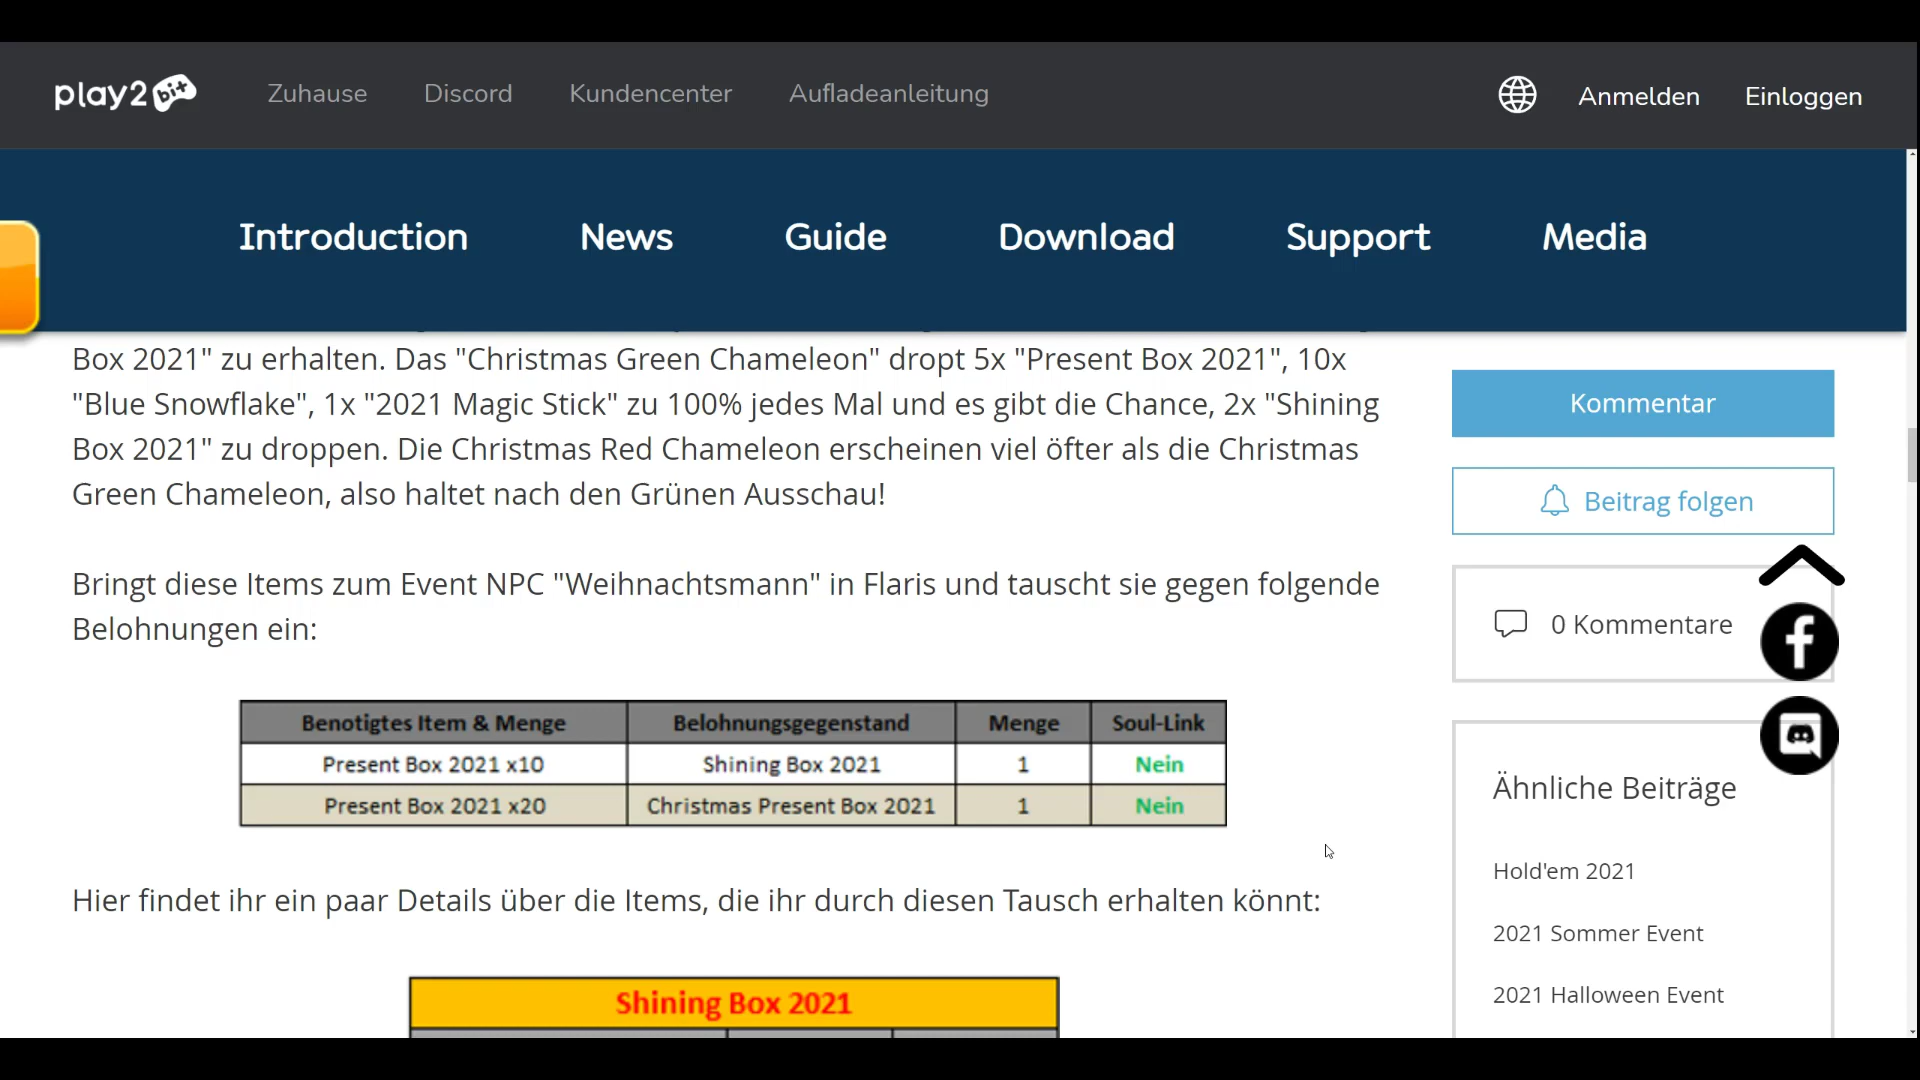 play2bit
Zuhause
Discord
Kundencenter
Aufladeanleitung
Anmelden
Einloggen
Introduction
News
Guide
Download
Support
Media
Box 2021" zu erhalten. Das "Christmas Green Chameleon" dropt 5x "Present Box 2021", 10x
"Blue Snowflake", 1x "2021 Magic Stick" zu 100% jedes Mal und es gibt die Chance, 2x "Shining
Box 2021" zu droppen. Die Christmas Red Chameleon erscheinen viel öfter als die Christmas
Green Chameleon, also haltet nach den Grünen Ausschau!
Bringt diese Items zum Event NPC "Weihnachtsmann" in Flaris und tauscht sie gegen folgende
Belohnungen ein:
Benotigtes Item & Menge Belohnungsgegenstand Menge Soul-Link
Present Box 2021 x10 Shining Box 2021 1 Nein
Present Box 2021 x20 Christmas Present Box 2021 1 Nein
Hier findet ihr ein paar Details über die Items, die ihr durch diesen Tausch erhalten könnt:
Shining Box 2021
Kommentar
Beitrag folgen
0 Kommentare
Ähnliche Beiträge
Hold'em 2021
2021 Sommer Event
2021 Halloween Event